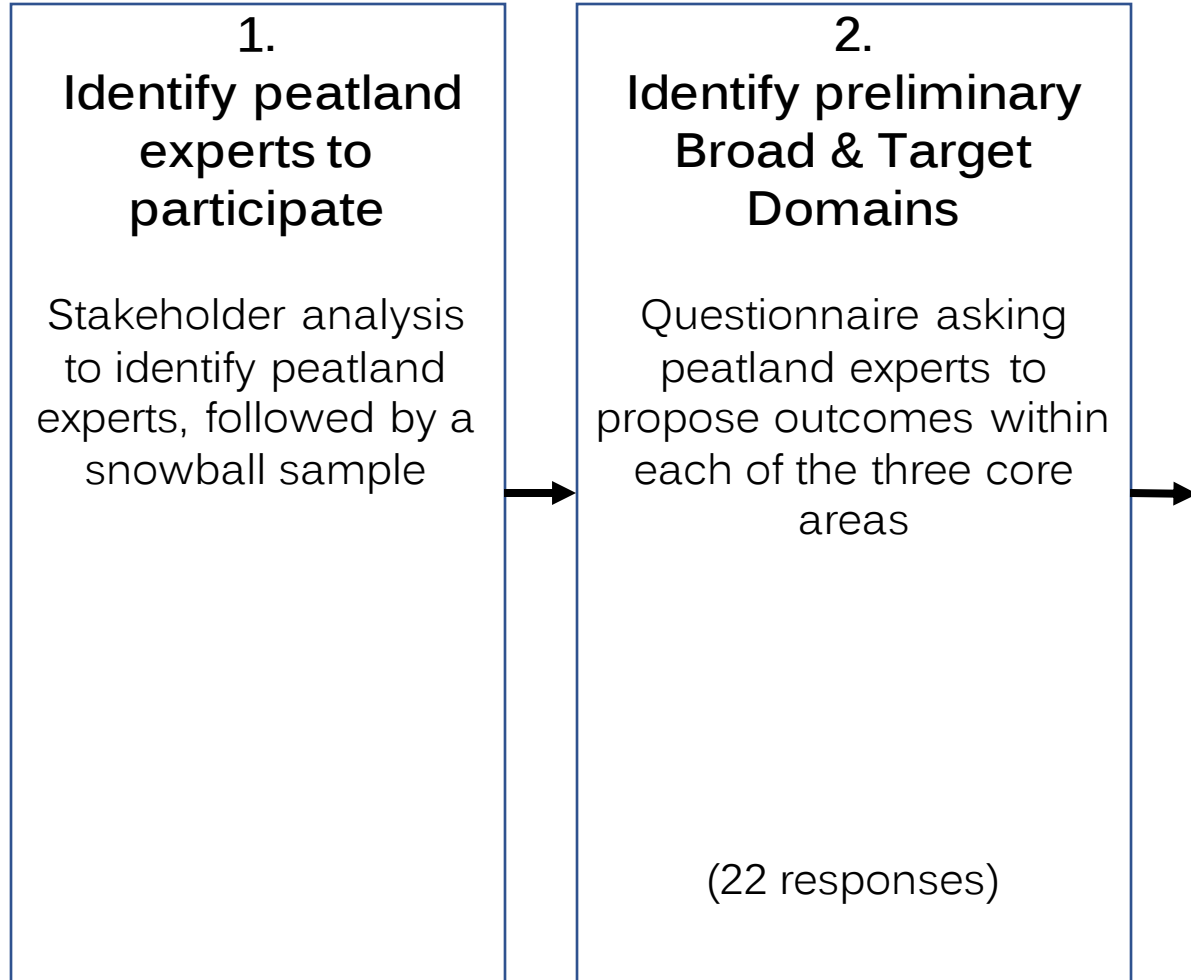 1.
Identify peatland
experts to
participate
Stakeholder analysis
to identify peatland
experts, followed by a
snowball sample
2.
Identify preliminary
Broad & Target
Domains
Questionnaire asking
peatland experts to
propose outcomes within
each of the three core
areas
(22 responses)